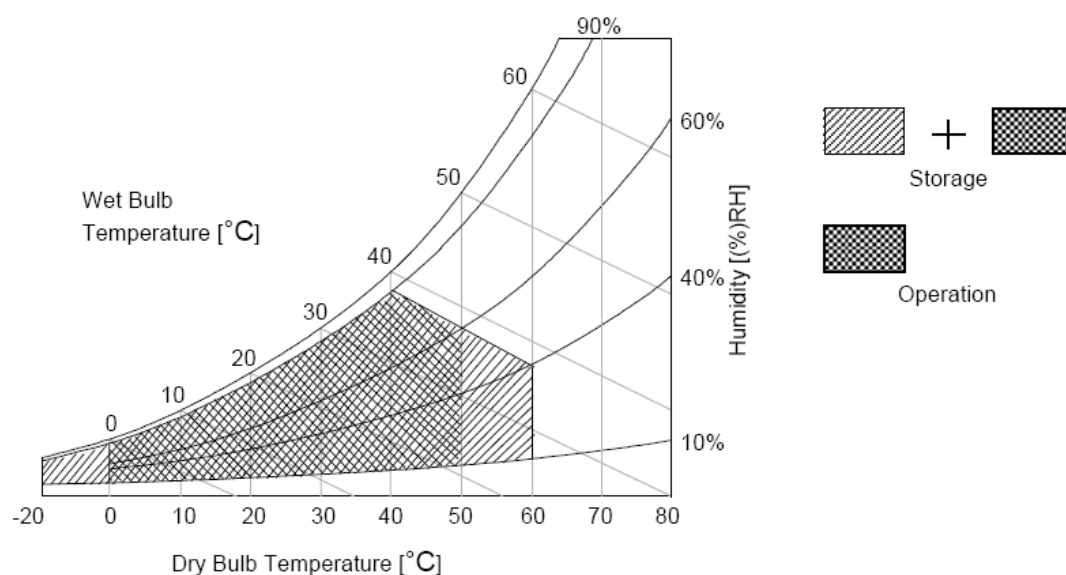 90%
60
60%
50
Wet Bulb
Temperature [°C]
40
40%
30
20
10
0
10%
Humidity [(%)RH]
-20 0 10 20 30 40 50 60 70 80
Dry Bulb Temperature [°C]
+
Storage
Operation